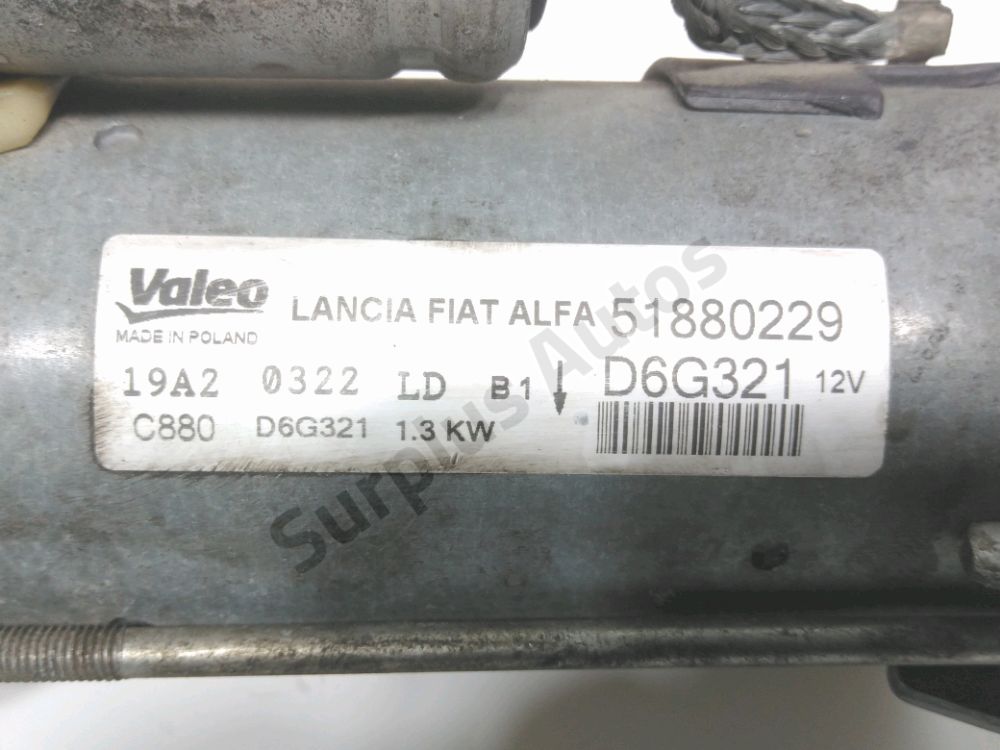 Valeo LANCIA FIAT ALFA 51880229
MADE IN POLAND
19A2 0322 LD B1 D6G321 12V
C880 D6G321 1.3 KW
Surplus Autos